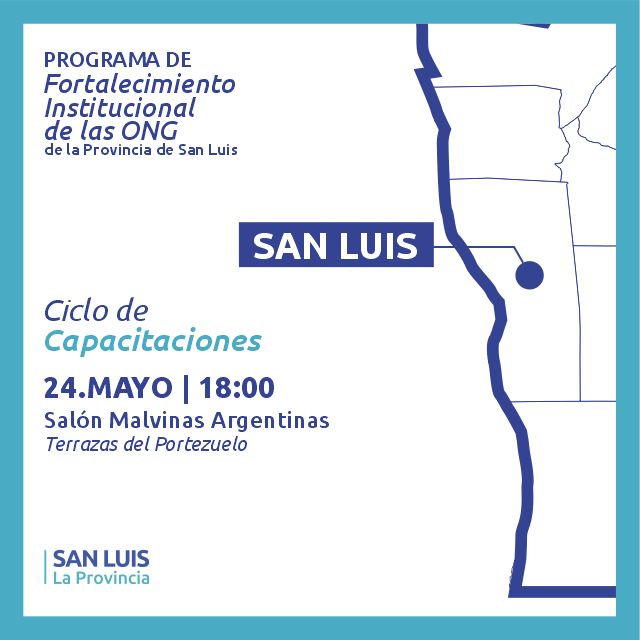 PROGRAMA DE
Fortalecimiento
Institucional
de las ONG
de la Provincia de San Luis
SAN LUIS
Ciclo de
Capacitaciones
24.MAYO | 18:00
Salón Malvinas Argentinas
Terrazas del Portezuelo
SAN LUIS
La Provincia